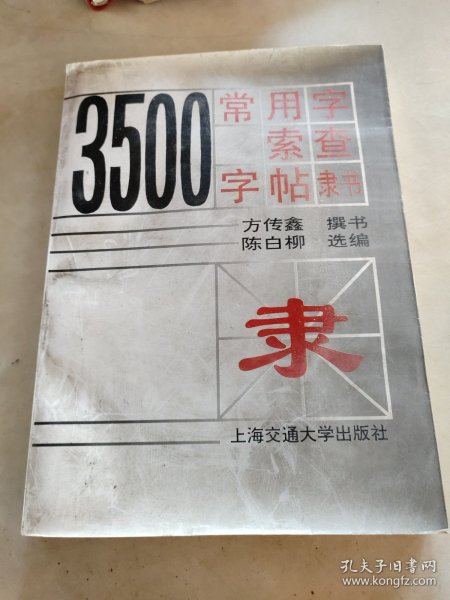 3500
常用字
索查
字帖隶书
方传鑫 撰书
陈白柳 选编
隶
上海交通大学出版社
孔夫子旧书网
www.kongfz.com